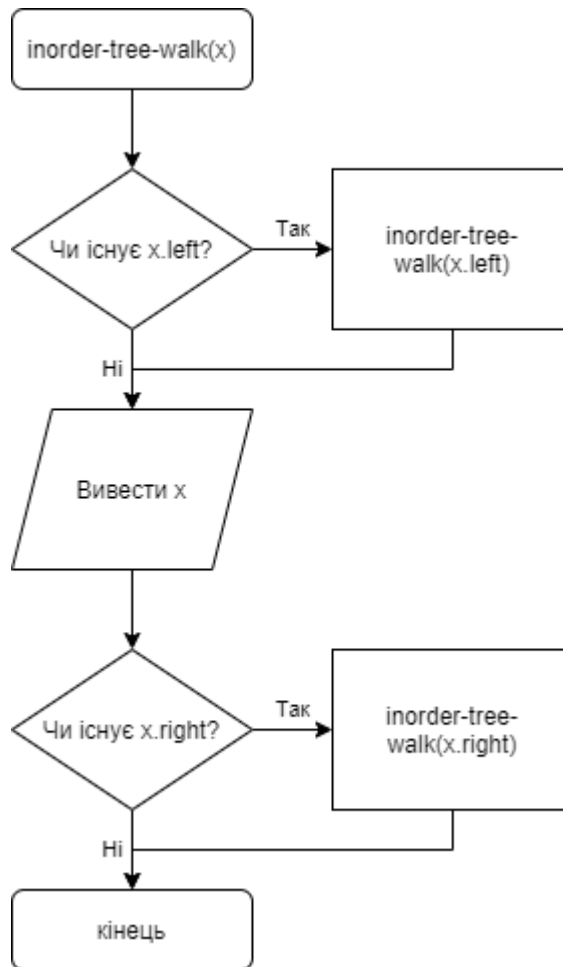 inorder-tree-walk(x)
Чи існує x.left?
Так
inorder-tree-
walk(x.left)
Ні
Вивести x
Чи існує x.right?
Так
inorder-tree-
walk(x.right)
Ні
кінець